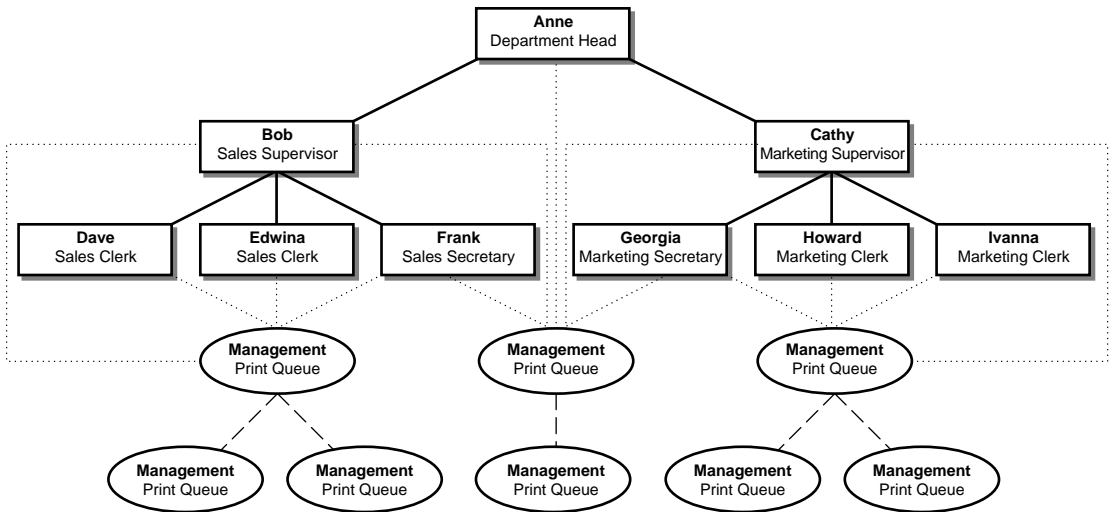 Anne
Department Head
Bob
Sales Supervisor
Cathy
Marketing Supervisor
Dave
Sales Clerk
Edwina
Sales Clerk
Frank
Sales Secretary
Georgia
Marketing Secretary
Howard
Marketing Clerk
Ivanna
Marketing Clerk
Management
Print Queue
Management
Print Queue
Management
Print Queue
Management
Print Queue
Management
Print Queue
Management
Print Queue
Management
Print Queue
Management
Print Queue